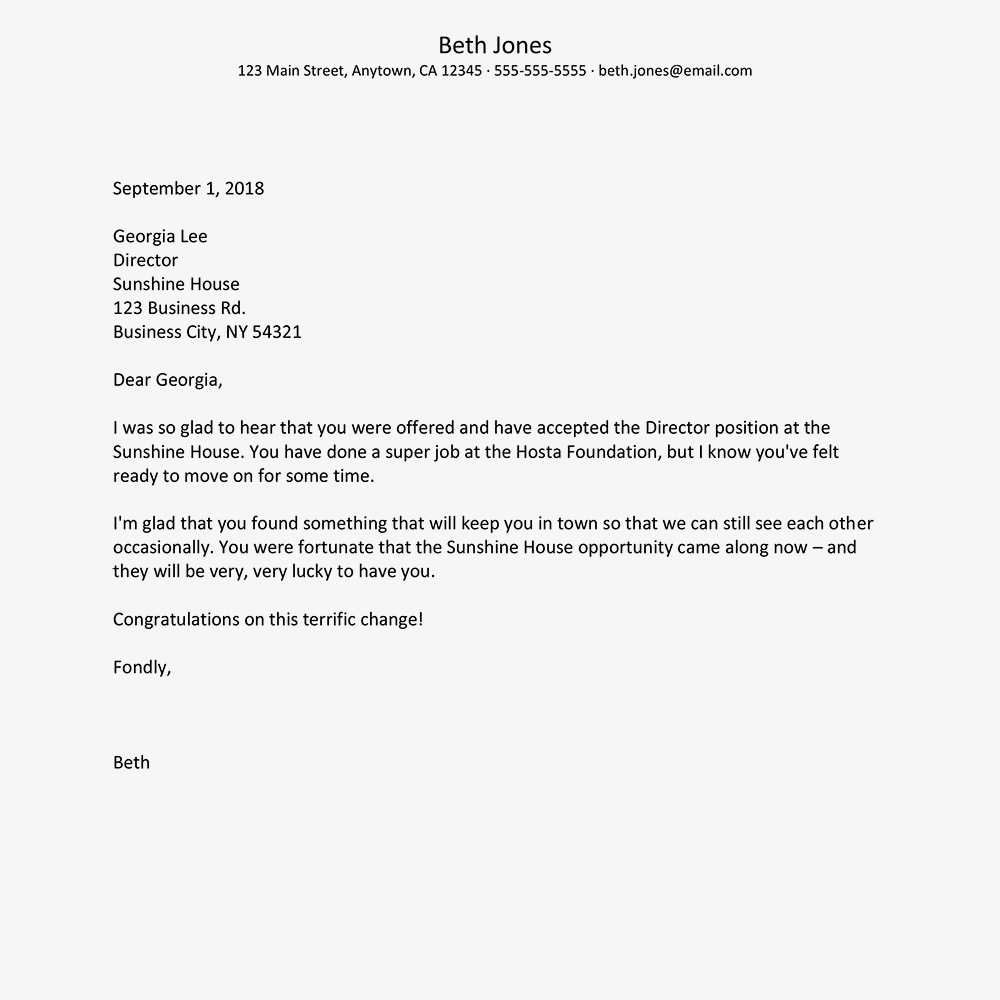 Beth Jones
123 Main Street, Anytown, CA 12345 · 555-555-5555 · beth.jones@email.com
September 1, 2018
Georgia Lee
Director
Sunshine House
123 Business Rd.
Business City, NY 54321
Dear Georgia,
I was so glad to hear that you were offered and have accepted the Director position at the
Sunshine House. You have done a super job at the Hosta Foundation, but I know you've felt
ready to move on for some time.
I'm glad that you found something that will keep you in town so that we can still see each other
occasionally. You were fortunate that the Sunshine House opportunity came along now – and
they will be very, very lucky to have you.
Congratulations on this terrific change!
Fondly,
Beth